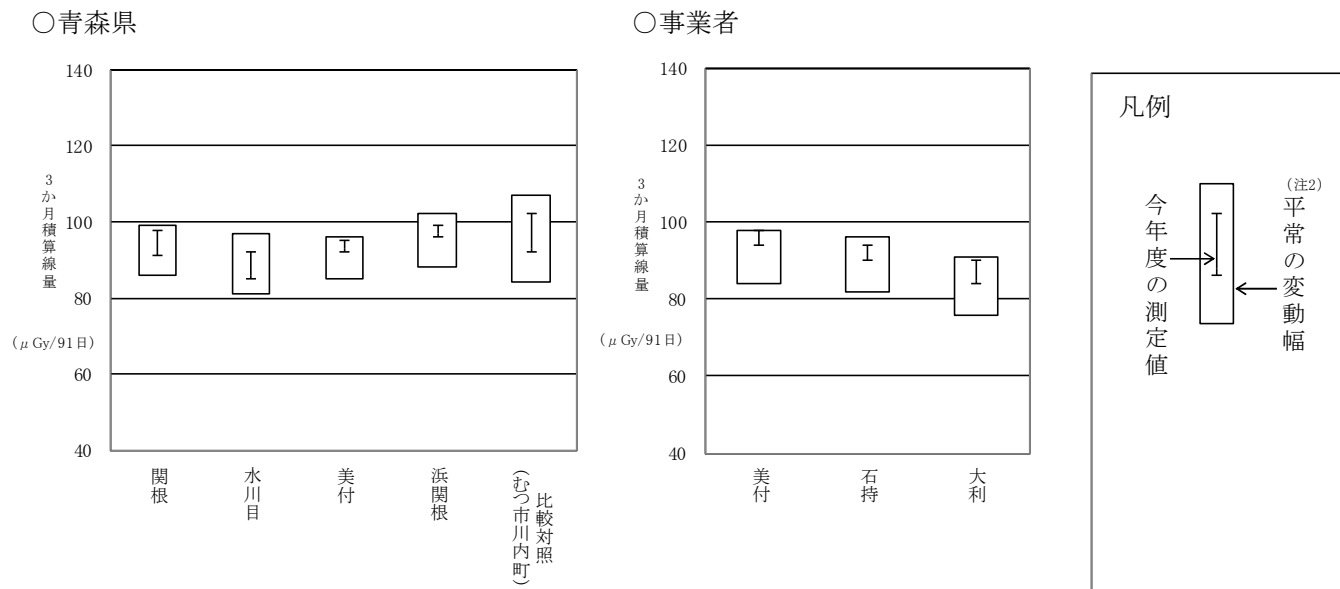 ○青森県
140
120
100
80
60
40
3か月積算線量
(μGy/91日)
関根
水川目
美付
浜関根
比較対照
(むつ市川内町)
○事業者
140
120
100
80
60
40
3か月積算線量
(μGy/91日)
美付
石持
大利
凡例
今年度の測定値
(注2)
平常の変動幅